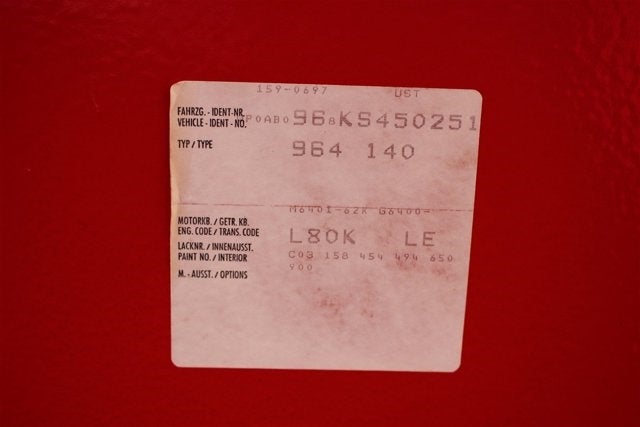 159-0697 UST
FAHRZG. - IDENT-NR.
VEHICLE - IDENT - NO. P0AB0968KS450251
TYP / TYPE 964 140
M6401-62K G6400-
MOTORKB. / GETR. KB.
ENG. CODE / TRANS. CODE L80K LE
LACKNR. / INNENAUSST. C03 158 454 494 650
PAINT NO. / INTERIOR 900
M. - AUSST. / OPTIONS